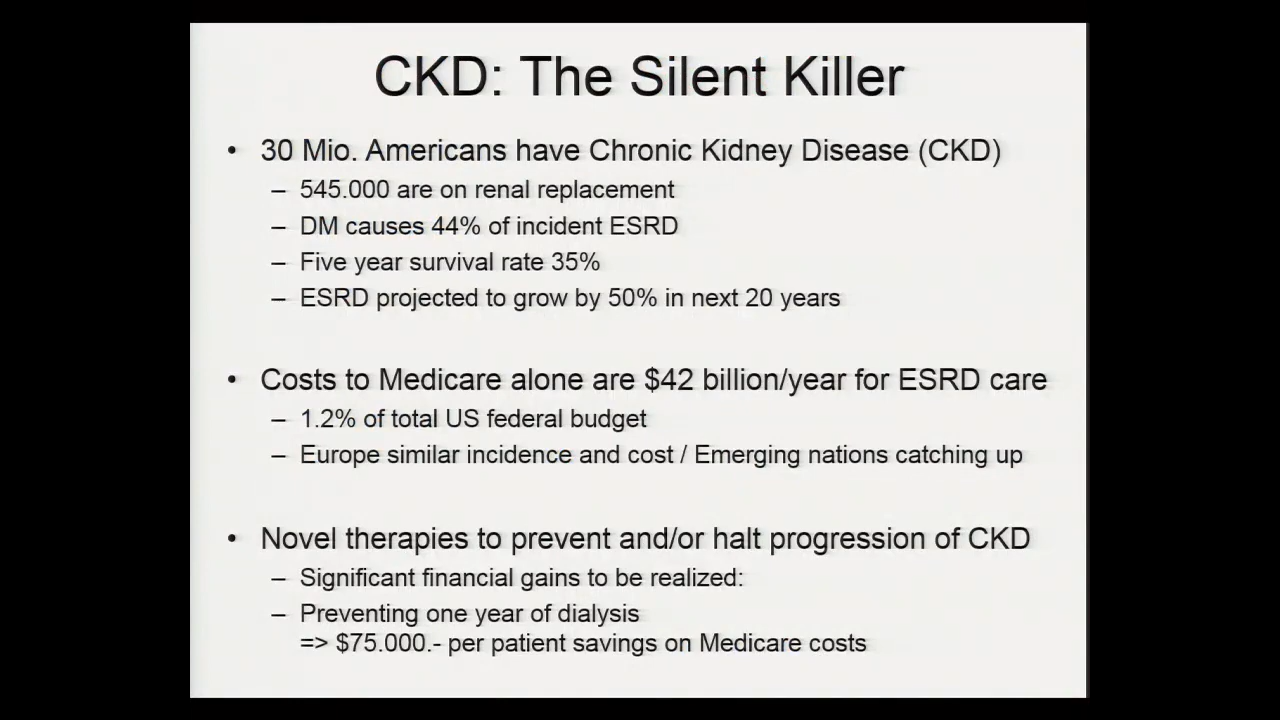 CKD: The Silent Killer
• 30 Mio. Americans have Chronic Kidney Disease (CKD)
– 545.000 are on renal replacement
– DM causes 44% of incident ESRD
– Five year survival rate 35%
– ESRD projected to grow by 50% in next 20 years
• Costs to Medicare alone are $42 billion/year for ESRD care
– 1.2% of total US federal budget
– Europe similar incidence and cost / Emerging nations catching up
• Novel therapies to prevent and/or halt progression of CKD
– Significant financial gains to be realized:
– Preventing one year of dialysis
=> $75.000.- per patient savings on Medicare costs